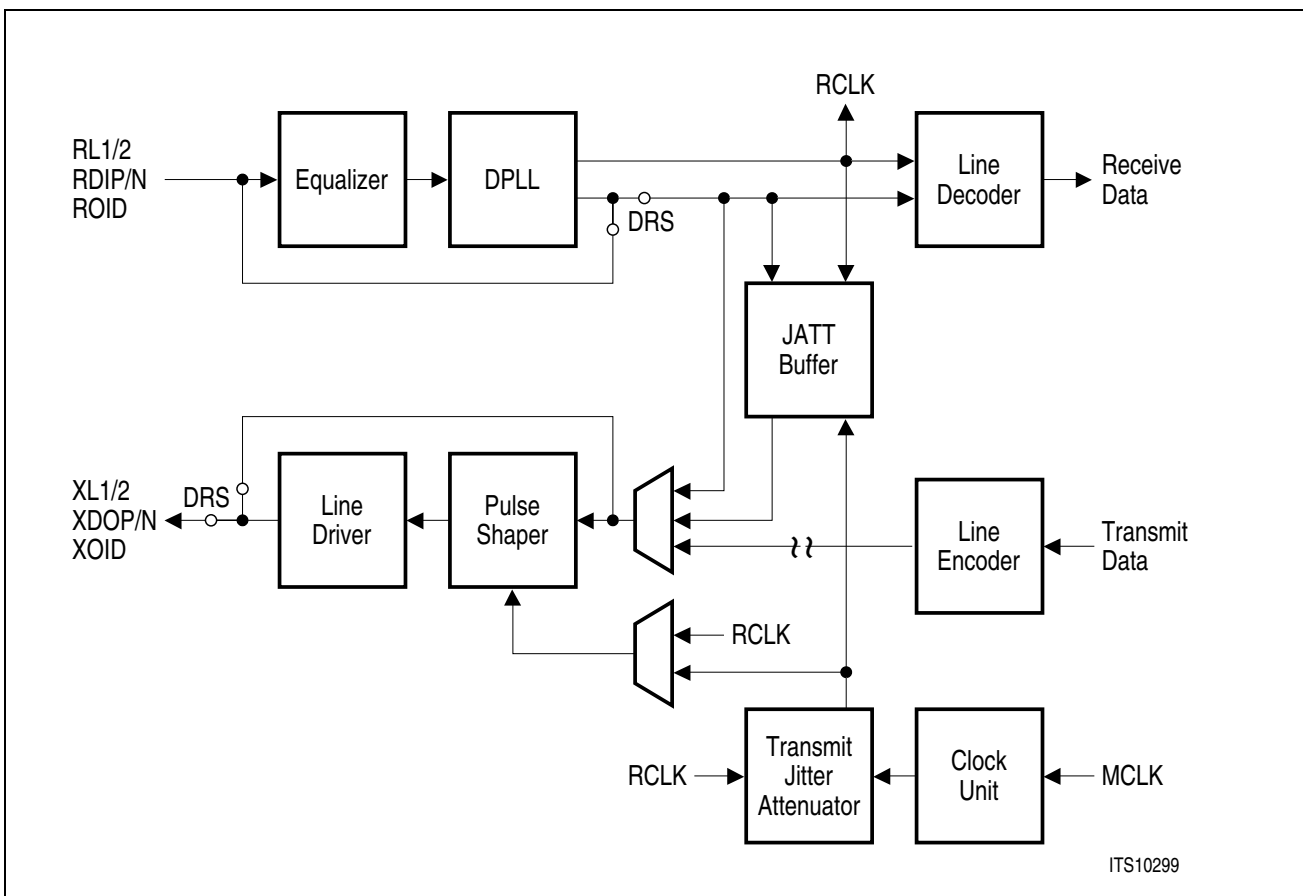 RCLK
RL1/2
RDIP/N
ROID
Equalizer
DPLL
DRS
Line
Decoder
Receive
Data
JATT
Buffer
XL1/2
XDOP/N
XOID
DRS
Line
Driver
Pulse
Shaper
Line
Encoder
Transmit
Data
RCLK
RCLK
Transmit
Jitter
Attenuator
Clock
Unit
MCLK
ITS10299